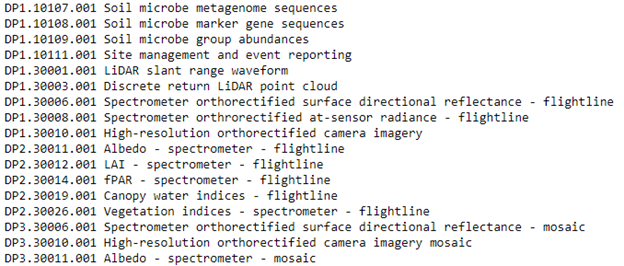 DP1.10107.001 Soil microbe metagenome sequences
DP1.10108.001 Soil microbe marker gene sequences
DP1.10109.001 Soil microbe group abundances
DP1.10111.001 Site management and event reporting
DP1.30001.001 LiDAR slant range waveform
DP1.30003.001 Discrete return LiDAR point cloud
DP1.30006.001 Spectrometer orthorectified surface directional reflectance - flightline
DP1.30008.001 Spectrometer orthrorectified at-sensor radiance - flightline
DP1.30010.001 High-resolution orthorectified camera imagery
DP2.30011.001 Albedo - spectrometer - flightline
DP2.30012.001 LAI - spectrometer - flightline
DP2.30014.001 fPAR - spectrometer - flightline
DP2.30019.001 Canopy water indices - flightline
DP2.30026.001 Vegetation indices - spectrometer - flightline
DP3.30006.001 Spectrometer orthorectified surface directional reflectance - mosaic
DP3.30010.001 High-resolution orthorectified camera imagery mosaic
DP3.30011.001 Albedo - spectrometer - mosaic